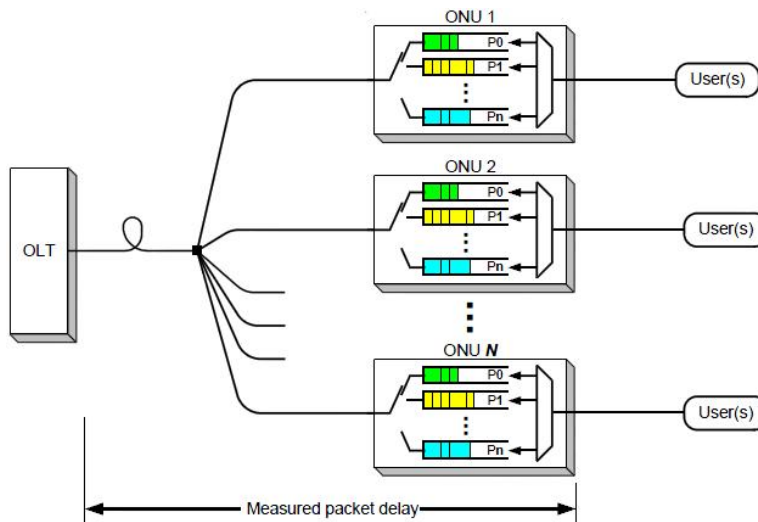 ONU 1
P0
P1
Pn
User(s)
ONU 2
P0
P1
Pn
User(s)
OLT
ONU N
P0
P1
Pn
User(s)
Measured packet delay